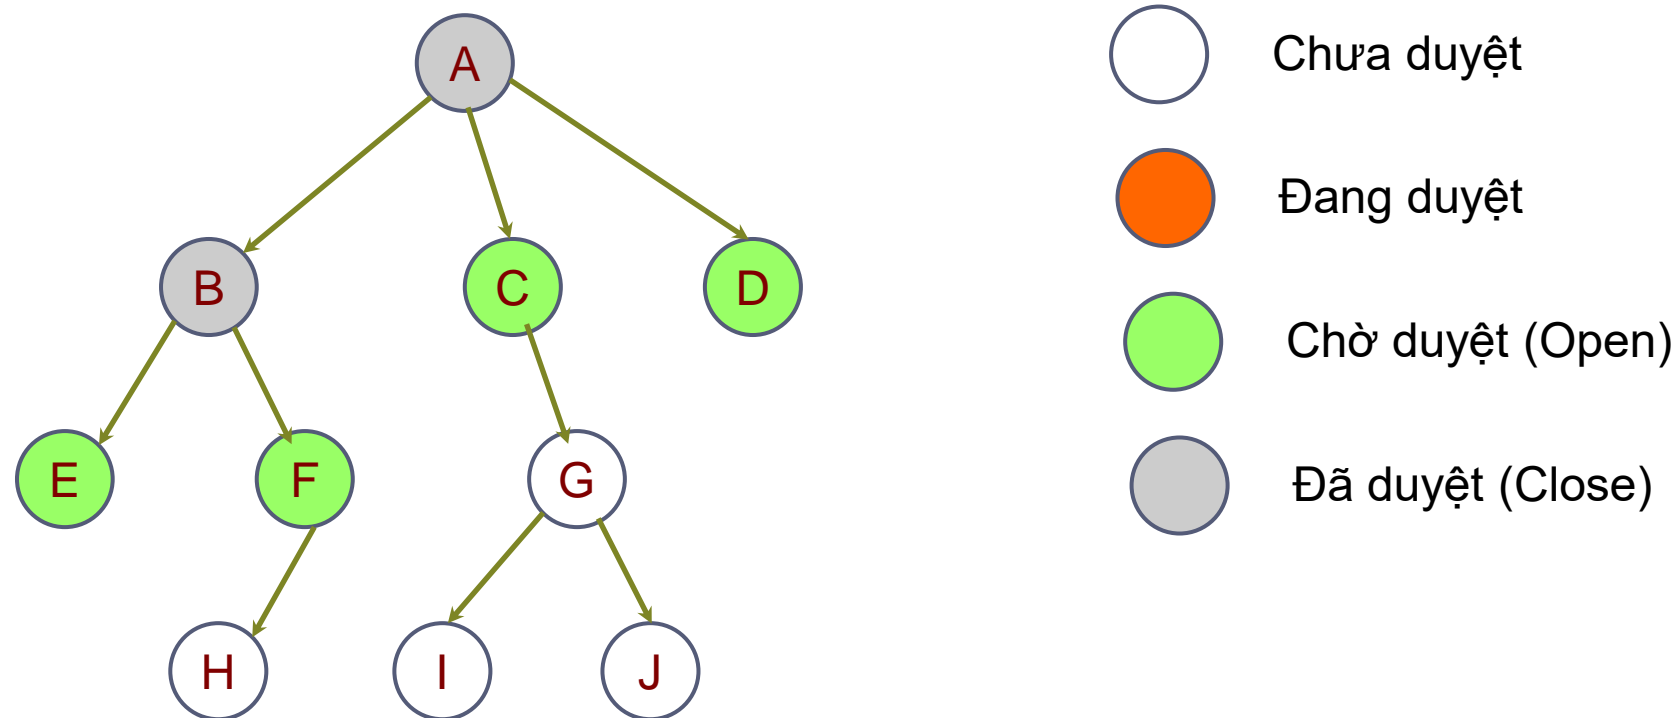 A
B
C
D
E
F
G
H
I
J
Chưa duyệt
Đang duyệt
Chờ duyệt (Open)
Đã duyệt (Close)